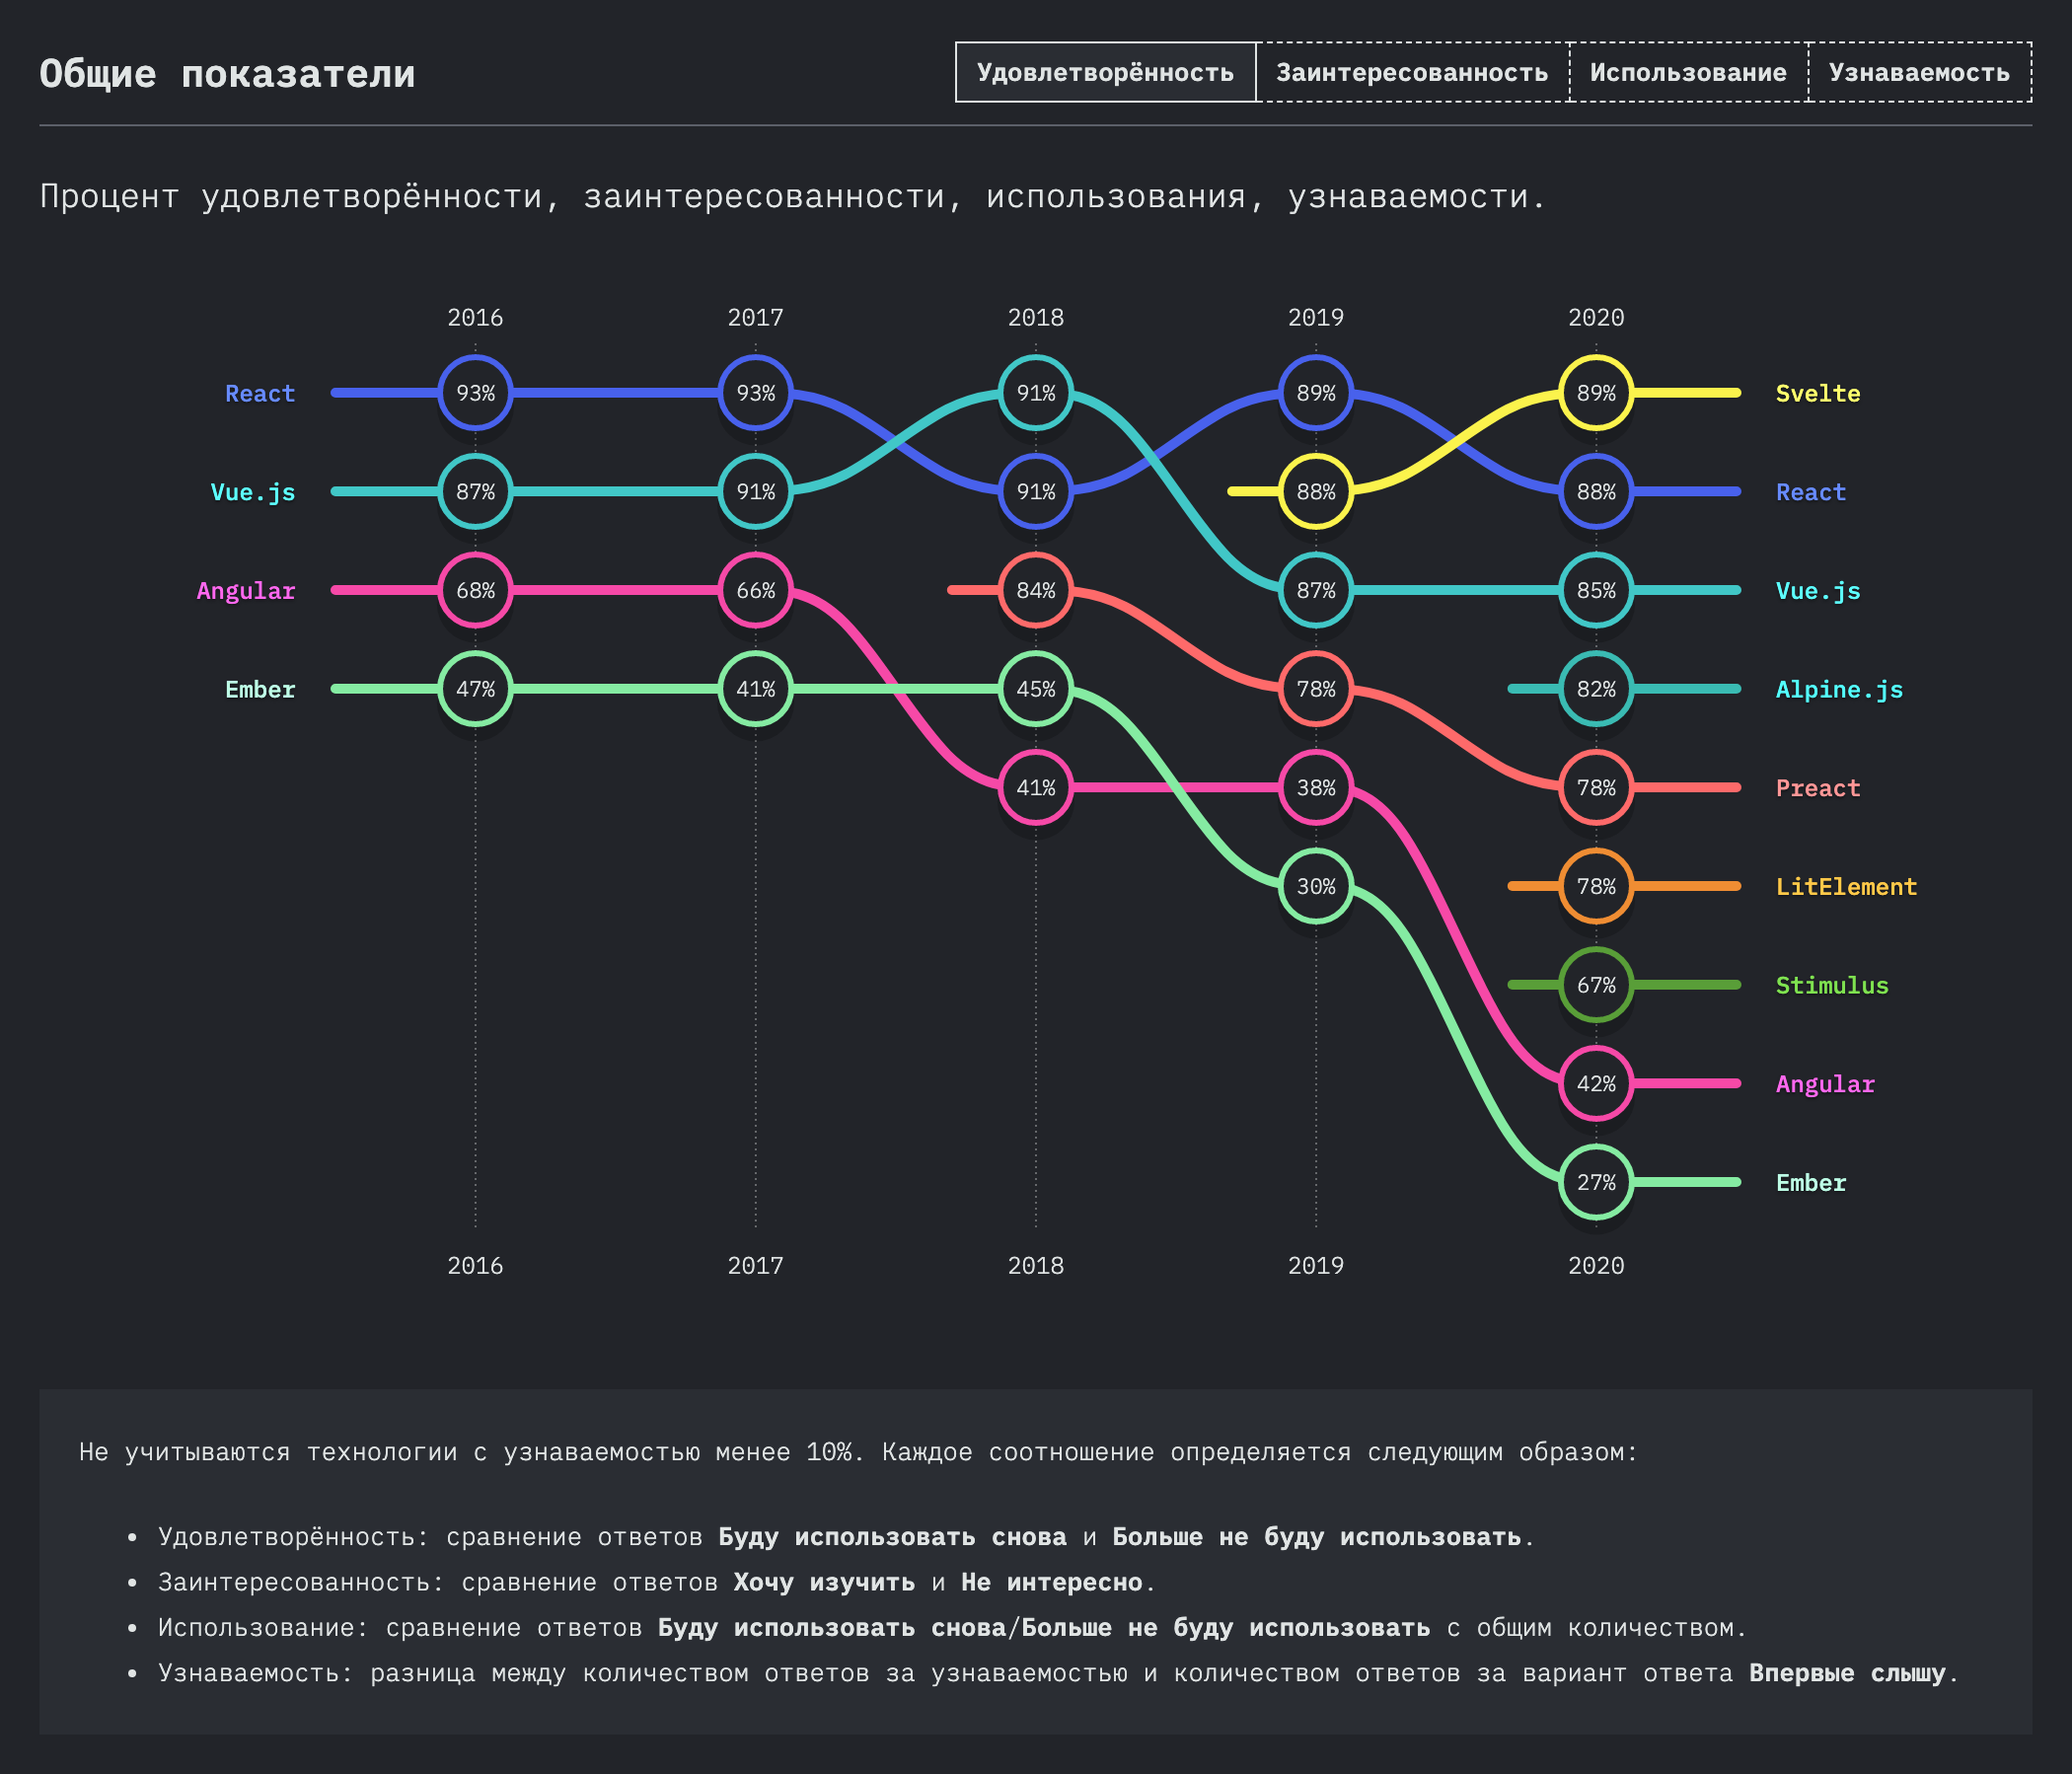 Общие показатели
Удовлетворённость Заинтересованность Использование Узнаваемость
Процент удовлетворённости, заинтересованности, использования, узнаваемости.
2016 2017 2018 2019 2020
React 93% 93% 91% 89% 89% Svelte
Vue.js 87% 91% 91% 88% 88% React
Angular 68% 66% 84% 87% 85% Vue.js
Ember 47% 41% 45% 78% 82% Alpine.js
41% 38% 78% Preact
30% 78% LitElement
67% Stimulus
42% Angular
27% Ember
2016 2017 2018 2019 2020
Не учитываются технологии с узнаваемостью менее 10%. Каждое соотношение определяется следующим образом:
• Удовлетворённость: сравнение ответов Буду использовать снова и Больше не буду использовать.
• Заинтересованность: сравнение ответов Хочу изучить и Не интересно.
• Использование: сравнение ответов Буду использовать снова/Больше не буду использовать с общим количеством.
• Узнаваемость: разница между количеством ответов за узнаваемостью и количеством ответов за вариант ответа Впервые слышу.